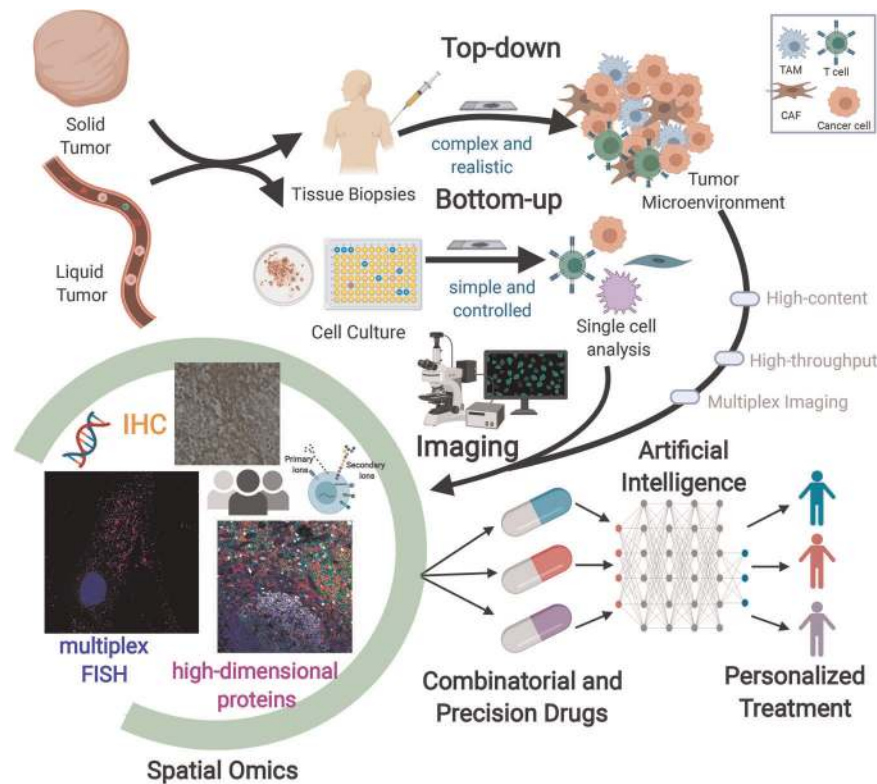 Top-down
TAM
T cell
CAF
Cancer cell
Solid
Tumor
Tissue Biopsies
complex and
realistic
Tumor
Microenvironment
Bottom-up
Liquid
Tumor
Cell Culture
simple and
controlled
Single cell
analysis
High-content
High-throughput
Multiplex Imaging
Imaging
IHC
Primary
ions
Secondary
ions
multiplex
FISH
high-dimensional
proteins
Spatial Omics
Artificial
Intelligence
Combinatorial and
Precision Drugs
Personalized
Treatment